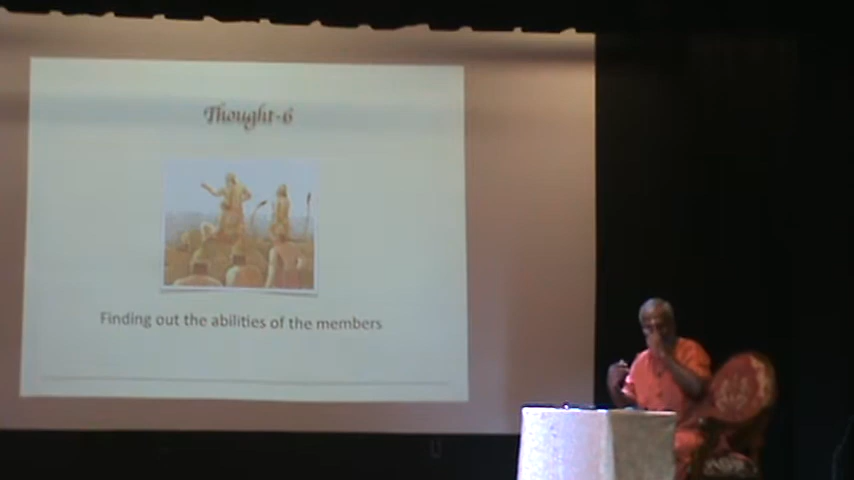 Thought-6
Finding out the abilities of the members